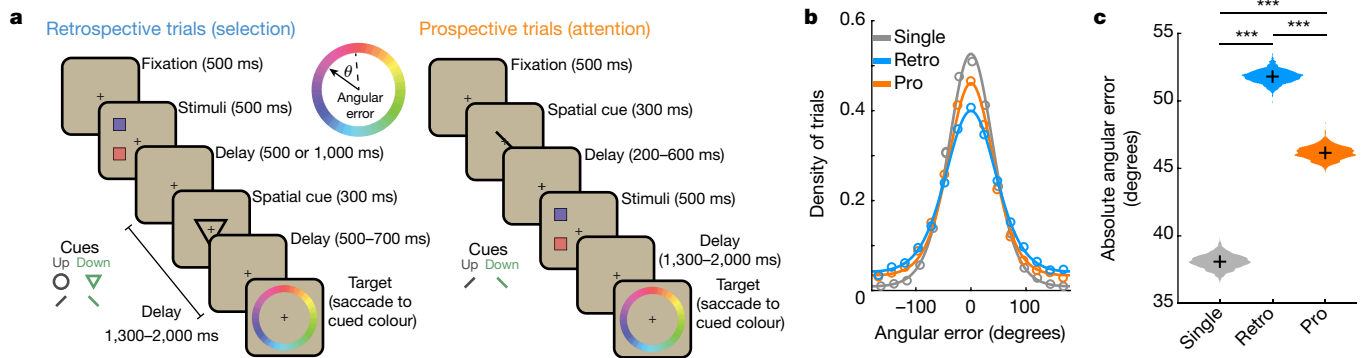 a
Retrospective trials (selection)
Fixation (500 ms)
Stimuli (500 ms)
Delay (500 or 1,000 ms)
Spatial cue (300 ms)
Delay (500–700 ms)
Target
(saccade to
cued colour)
Cues
Up Down
Delay
1,300–2,000 ms
θ
Angular
error
Prospective trials (attention)
Fixation (500 ms)
Spatial cue (300 ms)
Delay (200–600 ms)
Stimuli (500 ms)
Delay
(1,300–2,000 ms)
Target
(saccade to
cued colour)
Cues
Up Down
b
Density of trials
0.6
0.4
0.2
0
Single
Retro
Pro
−100 0 100
Angular error (degrees)
c
Absolute angular error
(degrees)
55
50
45
40
35
***
*** ***
Single Retro Pro